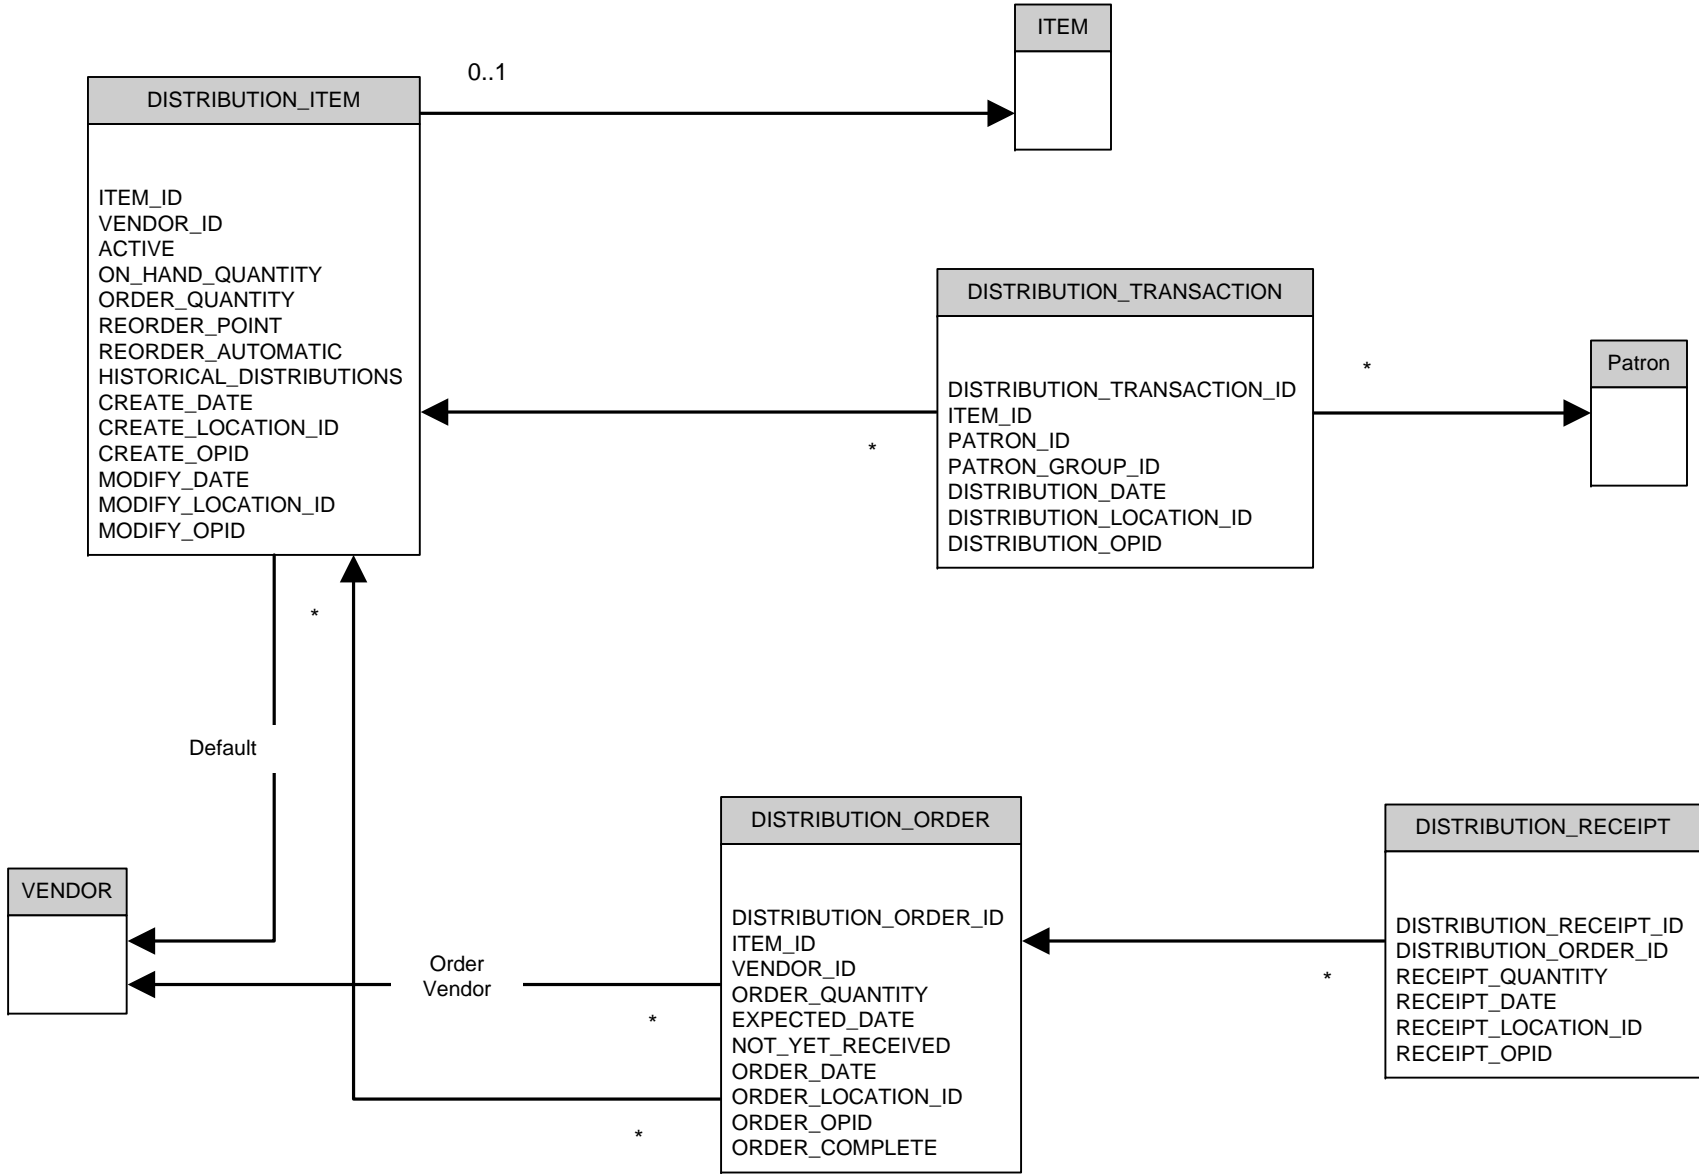 ITEM
0..1
DISTRIBUTION_ITEM
ITEM_ID
VENDOR_ID
ACTIVE
ON_HAND_QUANTITY
ORDER_QUANTITY
REORDER_POINT
REORDER_AUTOMATIC
HISTORICAL_DISTRIBUTIONS
CREATE_DATE
CREATE_LOCATION_ID
CREATE_OPID
MODIFY_DATE
MODIFY_LOCATION_ID
MODIFY_OPID
DISTRIBUTION_TRANSACTION
DISTRIBUTION_TRANSACTION_ID
ITEM_ID
PATRON_ID
PATRON_GROUP_ID
DISTRIBUTION_DATE
DISTRIBUTION_LOCATION_ID
DISTRIBUTION_OPID
*
*
Patron
*
Default
VENDOR
Order
Vendor
*
*
DISTRIBUTION_ORDER
DISTRIBUTION_ORDER_ID
ITEM_ID
VENDOR_ID
ORDER_QUANTITY
EXPECTED_DATE
NOT_YET_RECEIVED
ORDER_DATE
ORDER_LOCATION_ID
ORDER_OPID
ORDER_COMPLETE
*
DISTRIBUTION_RECEIPT
DISTRIBUTION_RECEIPT_ID
DISTRIBUTION_ORDER_ID
RECEIPT_QUANTITY
RECEIPT_DATE
RECEIPT_LOCATION_ID
RECEIPT_OPID